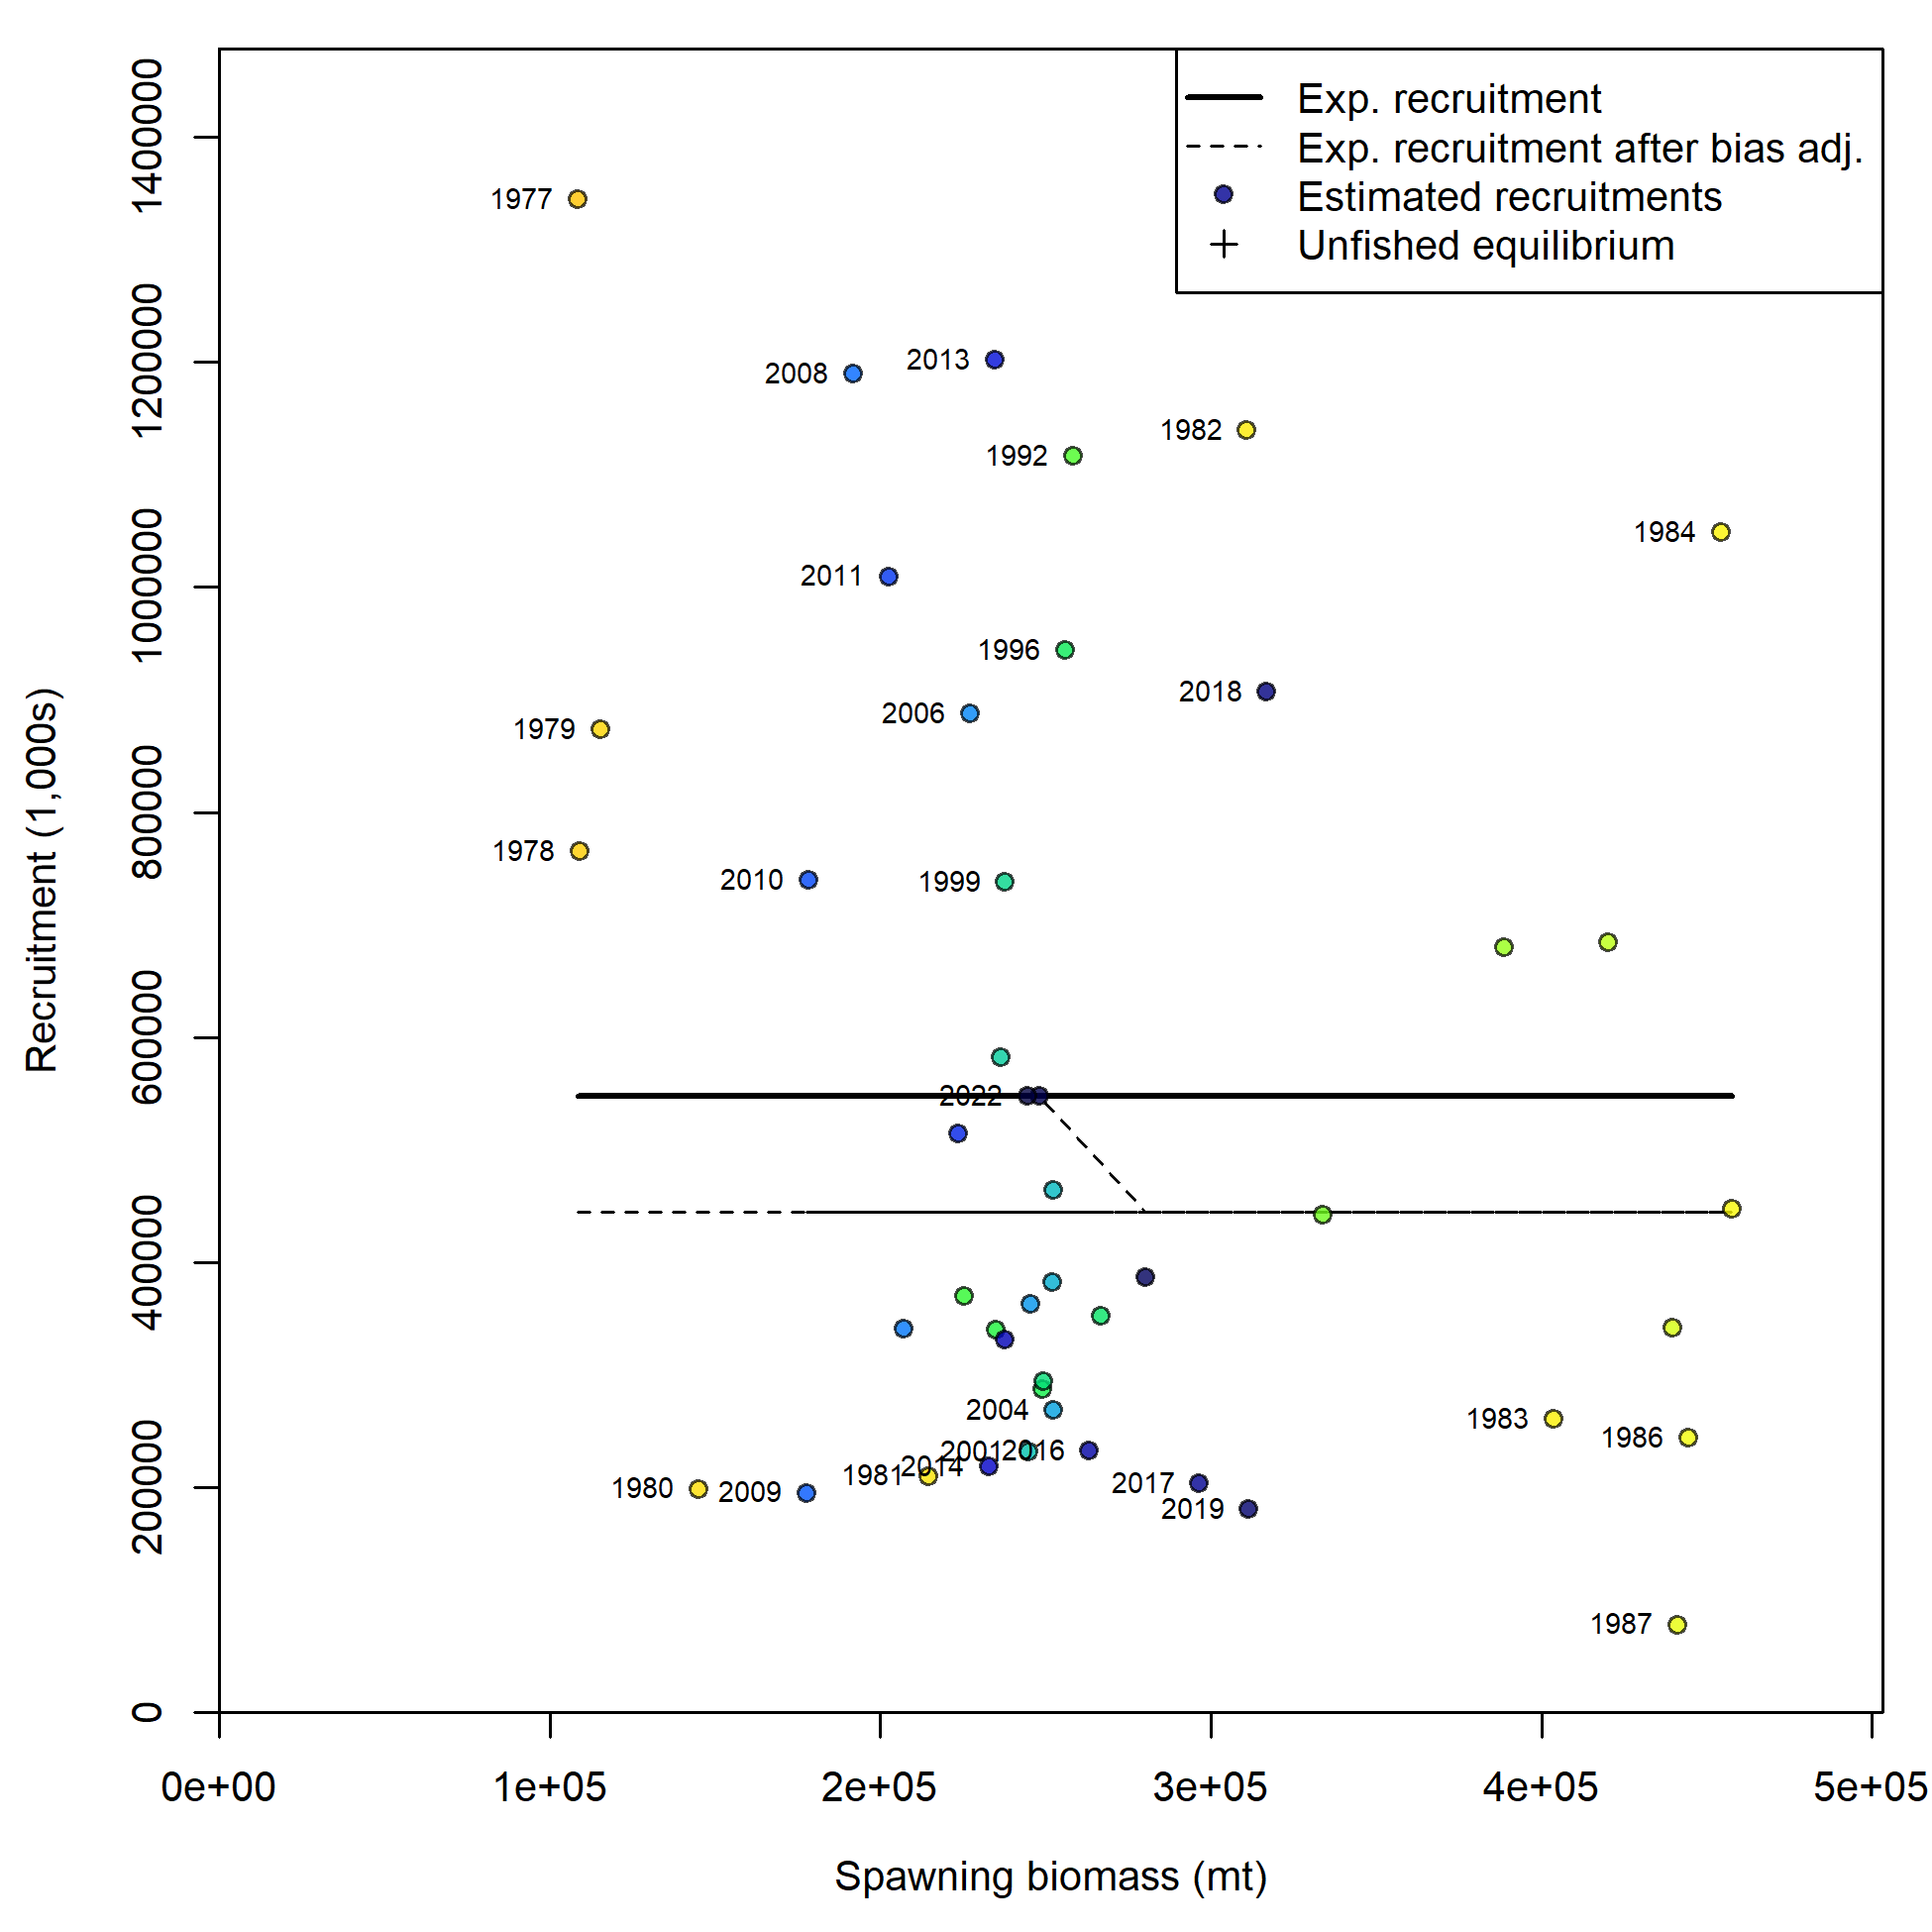 Exp. recruitment
Exp. recruitment after bias adj.
Estimated recruitments
Unfished equilibrium
1400000
1200000
1000000
800000
600000
400000
200000
0
Recruitment (1,000s)
1977
2008
2013
1982
1992
1984
2011
1996
2018
2006
1979
1978
2010
1999
2022
2004
1983
1986
2001
2016
2014
1981
1980
2009
2017
2019
1987
0e+00
1e+05
2e+05
3e+05
4e+05
5e+05
Spawning biomass (mt)